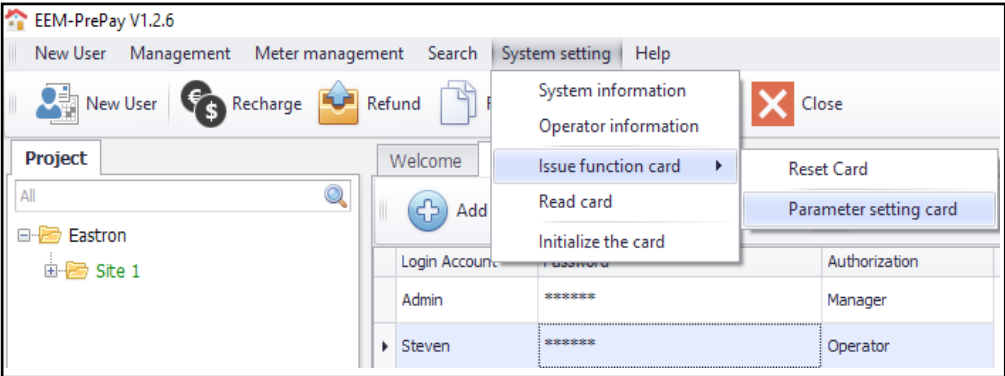 EEM-PrePay V1.2.6
New User Management Meter management Search System setting Help
New User Recharge Refund Close
System information
Operator information
Issue function card
Read card
Initialize the card
Reset Card
Parameter setting card
Project
All
Eastron
Site 1
Welcome
Add
Login Account Password Authorization
Admin ****** Manager
Steven ****** Operator